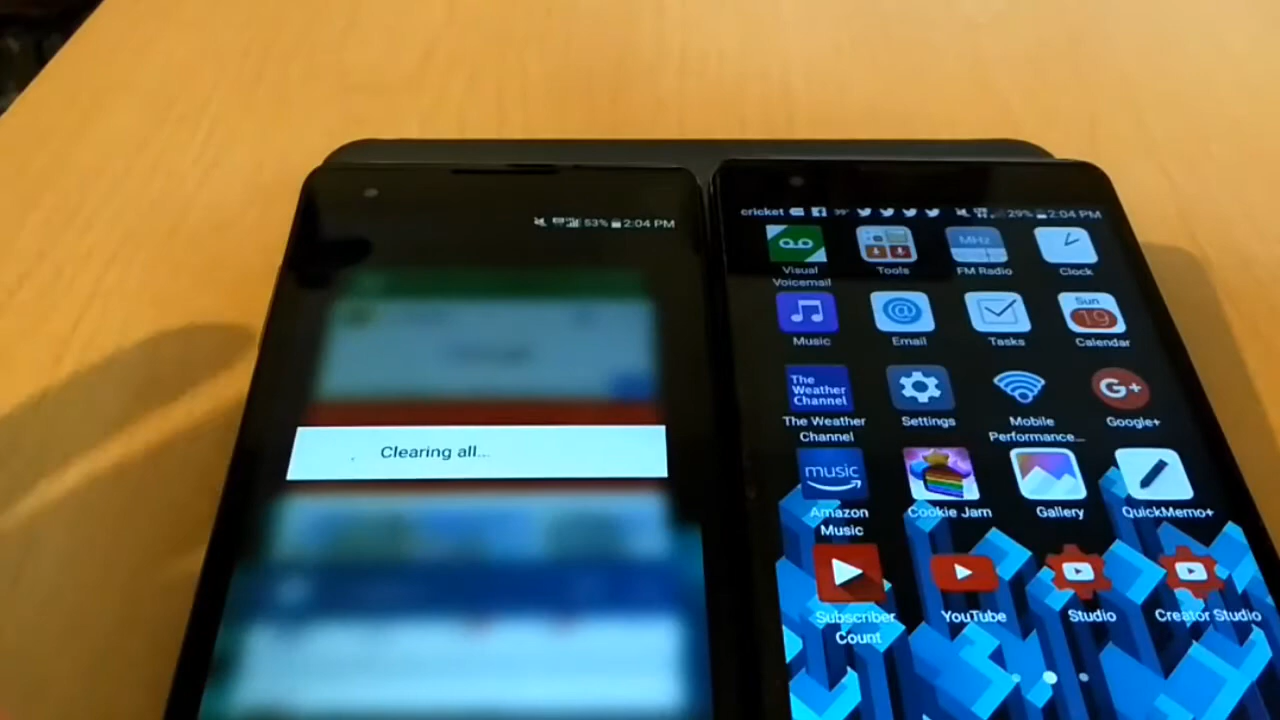 53% 2:04 PM
Clearing all...
cricket 29% 2:04 PM
Visual
Voicemail
Tools
MHz
FM Radio
Clock
Music
Email
Tasks
Sun
19
Calendar
The
Weather
Channel
The Weather
Channel
Settings
Mobile
Performance...
G+
Google+
music
Amazon
Music
Cookie Jam
Gallery
QuickMemo+
Subscriber
Count
YouTube
Studio
Creator Studio